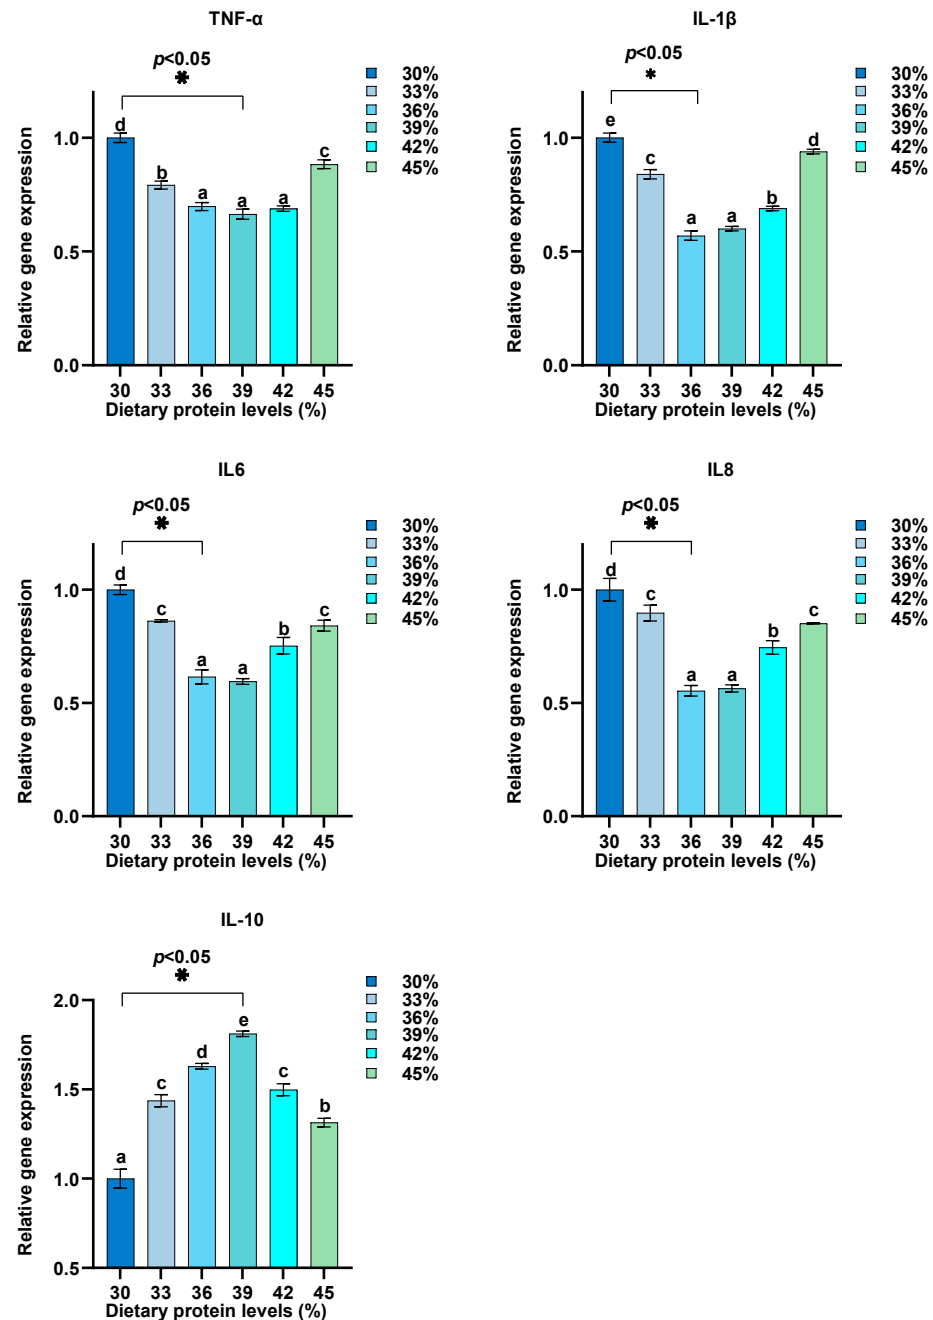 TNF-α
p<0.05
*
30%
33%
36%
39%
42%
45%
Relative gene expression
1.0
0.5
0.0
d
b
a
a
a
c
30 33 36 39 42 45
Dietary protein levels (%)
IL-1β
p<0.05
*
30%
33%
36%
39%
42%
45%
Relative gene expression
1.0
0.5
0.0
e
c
a
a
b
d
30 33 36 39 42 45
Dietary protein levels (%)
IL6
p<0.05
*
30%
33%
36%
39%
42%
45%
Relative gene expression
1.0
0.5
0.0
d
c
a
a
b
c
30 33 36 39 42 45
Dietary protein levels (%)
IL8
p<0.05
*
30%
33%
36%
39%
42%
45%
Relative gene expression
1.0
0.5
0.0
d
c
a
a
b
c
30 33 36 39 42 45
Dietary protein levels (%)
IL-10
p<0.05
*
30%
33%
36%
39%
42%
45%
Relative gene expression
2.0
1.5
1.0
0.5
a
c
d
e
c
b
30 33 36 39 42 45
Dietary protein levels (%)